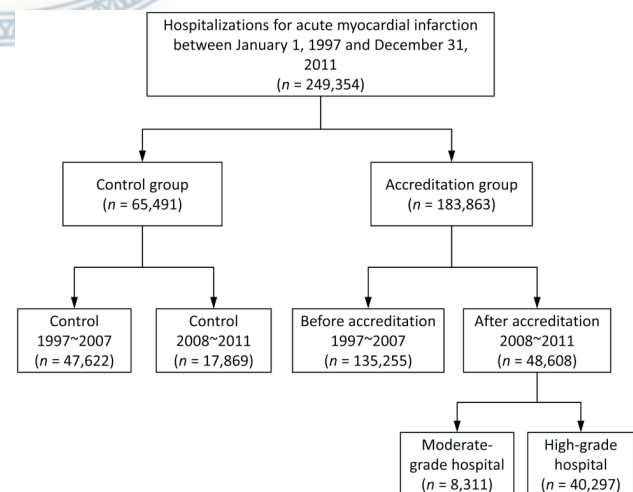 Hospitalizations for acute myocardial infarction
between January 1, 1997 and December 31,
2011
(n = 249,354)
Control group
(n = 65,491)
Accreditation group
(n = 183,863)
Control
1997~2007
(n = 47,622)
Control
2008~2011
(n = 17,869)
Before accreditation
1997~2007
(n = 135,255)
After accreditation
2008~2011
(n = 48,608)
Moderate-
grade hospital
(n = 8,311)
High-grade
hospital
(n = 40,297)